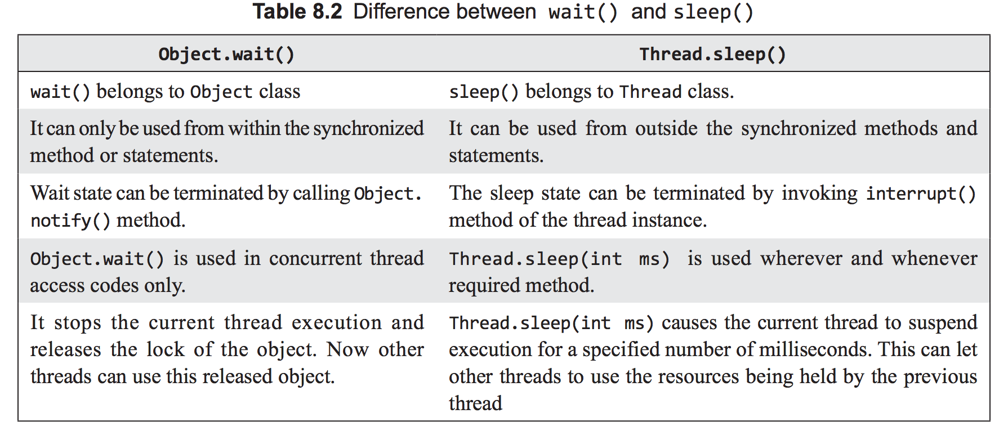 Table 8.2 Difference between wait() and sleep()
Object.wait()
Thread.sleep()
wait() belongs to Object class
sleep() belongs to Thread class.
It can only be used from within the synchronized
method or statements.
It can be used from outside the synchronized methods and
statements.
Wait state can be terminated by calling Object.
notify() method.
The sleep state can be terminated by invoking interrupt()
method of the thread instance.
Object.wait() is used in concurrent thread
access codes only.
Thread.sleep(int ms) is used wherever and whenever
required method.
It stops the current thread execution and
releases the lock of the object. Now other
threads can use this released object.
Thread.sleep(int ms) causes the current thread to suspend
execution for a specified number of milliseconds. This can let
other threads to use the resources being held by the previous
thread